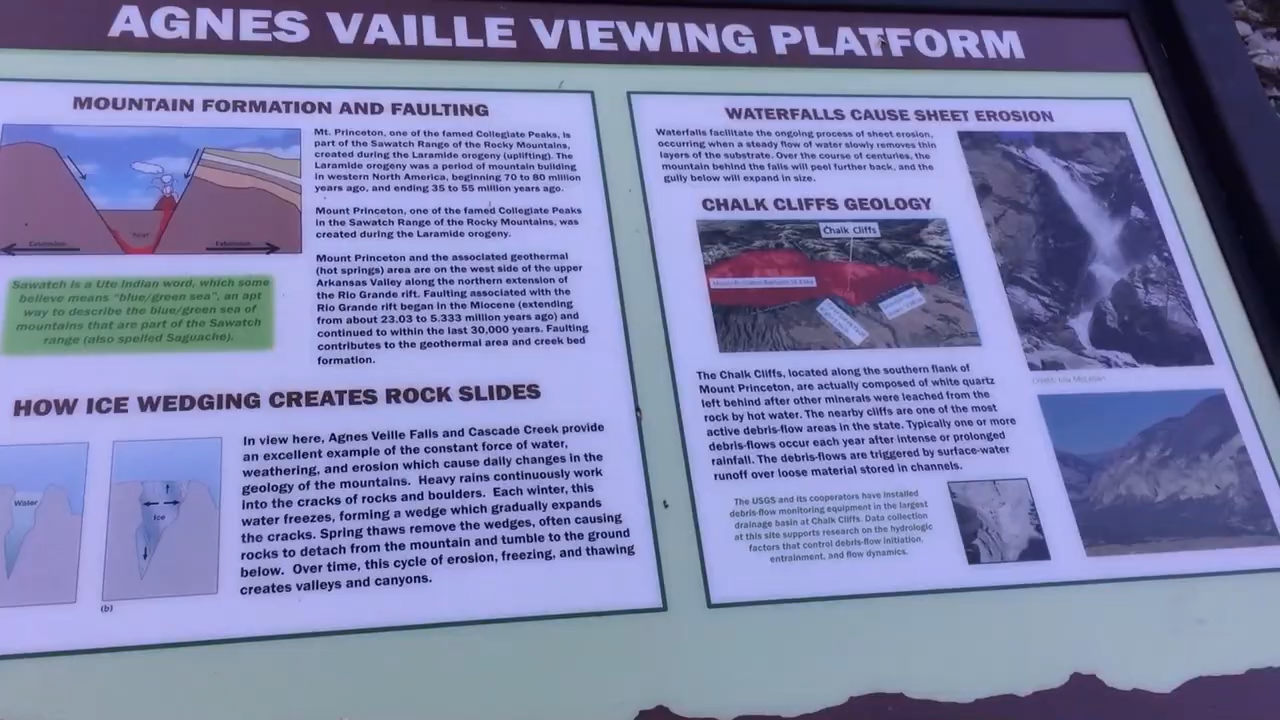 AGNES VAILLE VIEWING PLATFORM
MOUNTAIN FORMATION AND FAULTING
Mt. Princeton, one of the famed Collegiate Peaks, is
part of the Sawatch Range of the Rocky Mountains,
created during the Laramide orogeny (uplifting). The
Laramide orogeny was a period of mountain building
in western North America, beginning 70 to 80 million
years ago, and ending 35 to 55 million years ago.
Mount Princeton, one of the famed Collegiate Peaks
in the Sawatch Range of the Rocky Mountains, was
created during the Laramide orogeny.
Mount Princeton and the associated geothermal
(hot springs) area are on the west side of the upper
Arkansas Valley along the northern extension of
the Rio Grande rift. Faulting associated with the
Rio Grande rift began in the Miocene (extending
from about 23.03 to 5.333 million years ago) and
continued to within the last 30,000 years. Faulting
contributes to the geothermal area and creek bed
formation.
Extension
Extension
Sawatch is a Ute Indian word, which some
believe means "blue/green sea", an apt
way to describe the blue/green sea of
mountains that are part of the Sawatch
range (also spelled Saguache).
HOW ICE WEDGING CREATES ROCK SLIDES
Water
Ice
(b)
In view here, Agnes Veille Falls and Cascade Creek provide
an excellent example of the constant force of water,
weathering, and erosion which cause daily changes in the
geology of the mountains. Heavy rains continuously work
into the cracks of rocks and boulders. Each winter, this
water freezes, forming a wedge which gradually expands
the cracks. Spring thaws remove the wedges, often causing
rocks to detach from the mountain and tumble to the ground
below. Over time, this cycle of erosion, freezing, and thawing
creates valleys and canyons.
WATERFALLS CAUSE SHEET EROSION
Waterfalls facilitate the ongoing process of sheet erosion,
occurring when a steady flow of water slowly removes thin
layers of the substrate. Over the course of centuries, the
mountain behind the falls will peel further back, and the
gully below will expand in size.
CHALK CLIFFS GEOLOGY
Chalk Cliffs
The Chalk Cliffs, located along the southern flank of
Mount Princeton, are actually composed of white quartz
left behind after other minerals were leached from the
rock by hot water. The nearby cliffs are one of the most
active debris-flow areas in the state. Typically one or more
debris-flows occur each year after intense or prolonged
rainfall. The debris-flows are triggered by surface-water
runoff over loose material stored in channels.
The USGS and its cooperators have installed
debris-flow monitoring equipment in the largest
drainage basin at Chalk Cliffs. Data collection
at this site supports research on the hydrologic
factors that control debris-flow initiation,
entrainment, and flow dynamics.